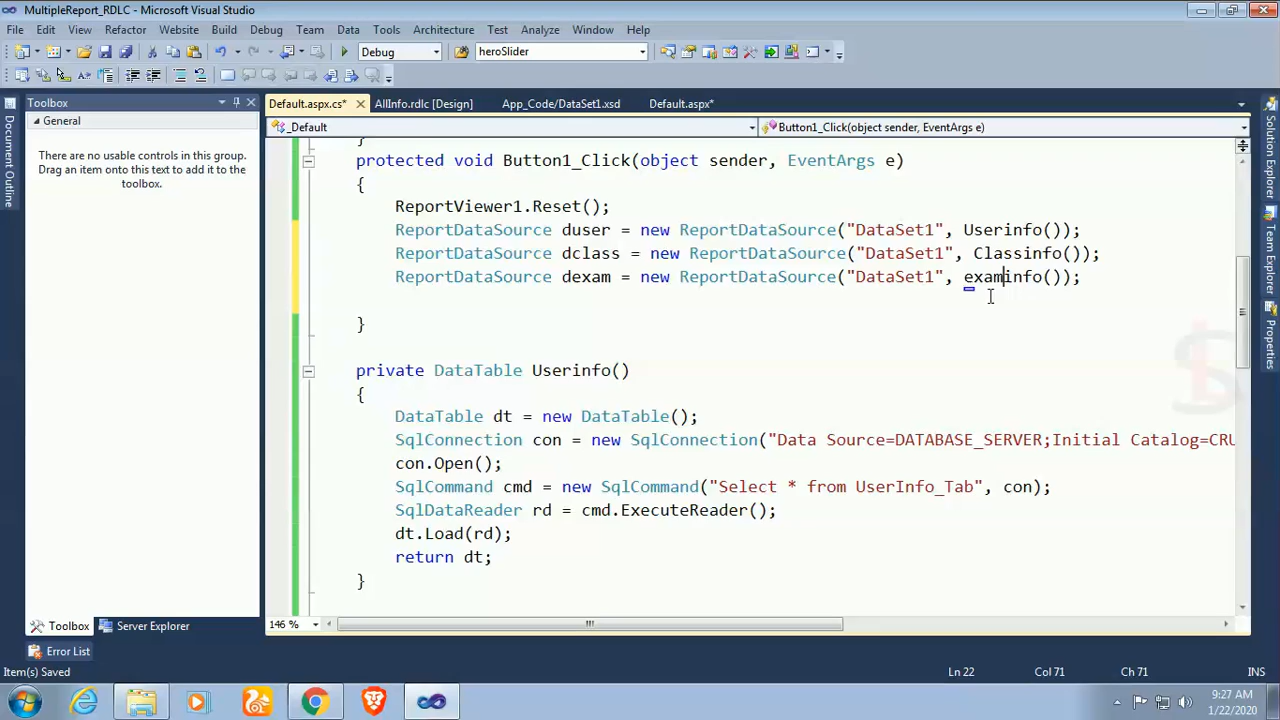 MultipleReport_RDLC - Microsoft Visual Studio
File Edit View Refactor Website Build Debug Team Data Tools Architecture Test Analyze Window Help
Debug heroSlider
Toolbox
Default.aspx.cs* AllInfo.rdlc [Design] App_Code/DataSet1.xsd Default.aspx*
General
_Default Button1_Click(object sender, EventArgs e)
There are no usable controls in this group.
Drag an item onto this text to add it to the
toolbox.
Document Outline
Solution Explorer
Team Explorer
Properties
}
protected void Button1_Click(object sender, EventArgs e)
{
ReportViewer1.Reset();
ReportDataSource duser = new ReportDataSource("DataSet1", Userinfo());
ReportDataSource dclass = new ReportDataSource("DataSet1", Classinfo());
ReportDataSource dexam = new ReportDataSource("DataSet1", examinfo());
}
private DataTable Userinfo()
{
DataTable dt = new DataTable();
SqlConnection con = new SqlConnection("Data Source=DATABASE_SERVER;Initial Catalog=CRU
con.Open();
SqlCommand cmd = new SqlCommand("Select * from UserInfo_Tab", con);
SqlDataReader rd = cmd.ExecuteReader();
dt.Load(rd);
return dt;
}
Toolbox Server Explorer
146 %
Error List
Item(s) Saved Ln 22 Col 71 Ch 71 INS
9:27 AM
1/22/2020